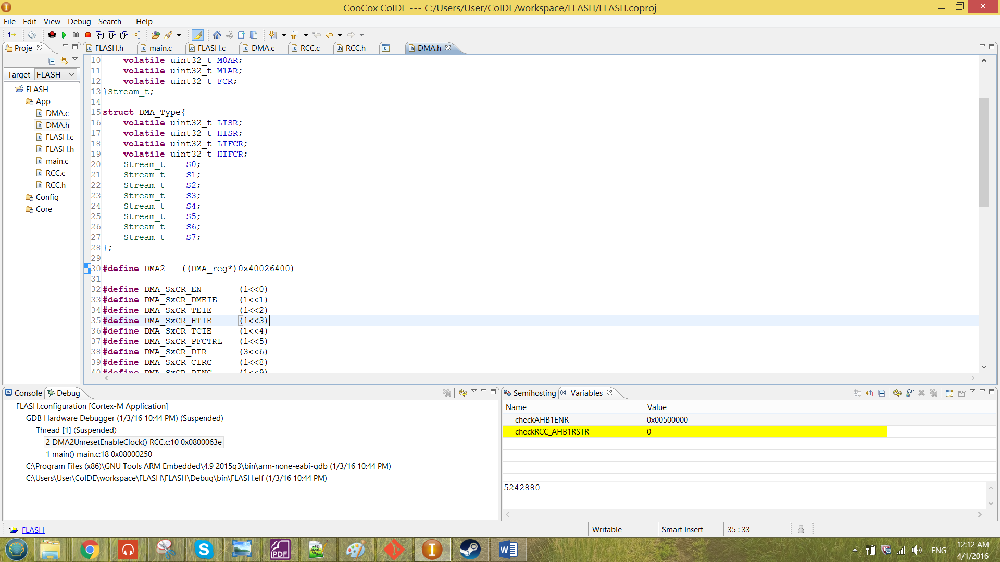 CooCox CoIDE --- C:/Users/User/CoIDE/workspace/FLASH/FLASH.coproj
File Edit View Debug Search Help
Proje
Target FLASH
FLASH
App
DMA.c
DMA.h
FLASH.c
FLASH.h
main.c
RCC.c
RCC.h
Config
Core
FLASH.h main.c FLASH.c DMA.c RCC.c RCC.h DMA.h
10 volatile uint32_t M0AR;
11 volatile uint32_t M1AR;
12 volatile uint32_t FCR;
13 }Stream_t;
14
15 struct DMA_Type{
16 volatile uint32_t LISR;
17 volatile uint32_t HISR;
18 volatile uint32_t LIFCR;
19 volatile uint32_t HIFCR;
20 Stream_t S0;
21 Stream_t S1;
22 Stream_t S2;
23 Stream_t S3;
24 Stream_t S4;
25 Stream_t S5;
26 Stream_t S6;
27 Stream_t S7;
28 };
29
30 #define DMA2 ((DMA_reg*)0x40026400)
31
32 #define DMA_SxCR_EN (1<<0)
33 #define DMA_SxCR_DMEIE (1<<1)
34 #define DMA_SxCR_TEIE (1<<2)
35 #define DMA_SxCR_HTIE (1<<3)
36 #define DMA_SxCR_TCIE (1<<4)
37 #define DMA_SxCR_PFCTRL (1<<5)
38 #define DMA_SxCR_DIR (3<<6)
39 #define DMA_SxCR_CIRC (1<<8)
40 #define DMA_SxCR_PINC (1<<9)
Console Debug
FLASH.configuration [Cortex-M Application]
GDB Hardware Debugger (1/3/16 10:44 PM) (Suspended)
Thread [1] (Suspended)
2 DMA2UnresetEnableClock() RCC.c:10 0x0800063e
1 main() main.c:18 0x08000250
C:\Program Files (x86)\GNU Tools ARM Embedded\4.9 2015q3\bin\arm-none-eabi-gdb (1/3/16 10:44 PM)
C:\Users\User\CoIDE\workspace\FLASH\FLASH\Debug\bin\FLASH.elf (1/3/16 10:44 PM)
Semihosting Variables
Name Value
checkAHB1ENR 0x00500000
checkRCC_AHB1RSTR 0
5242880
FLASH
Writable Smart Insert 35 : 33
PDF
ENG
12:12 AM
4/1/2016